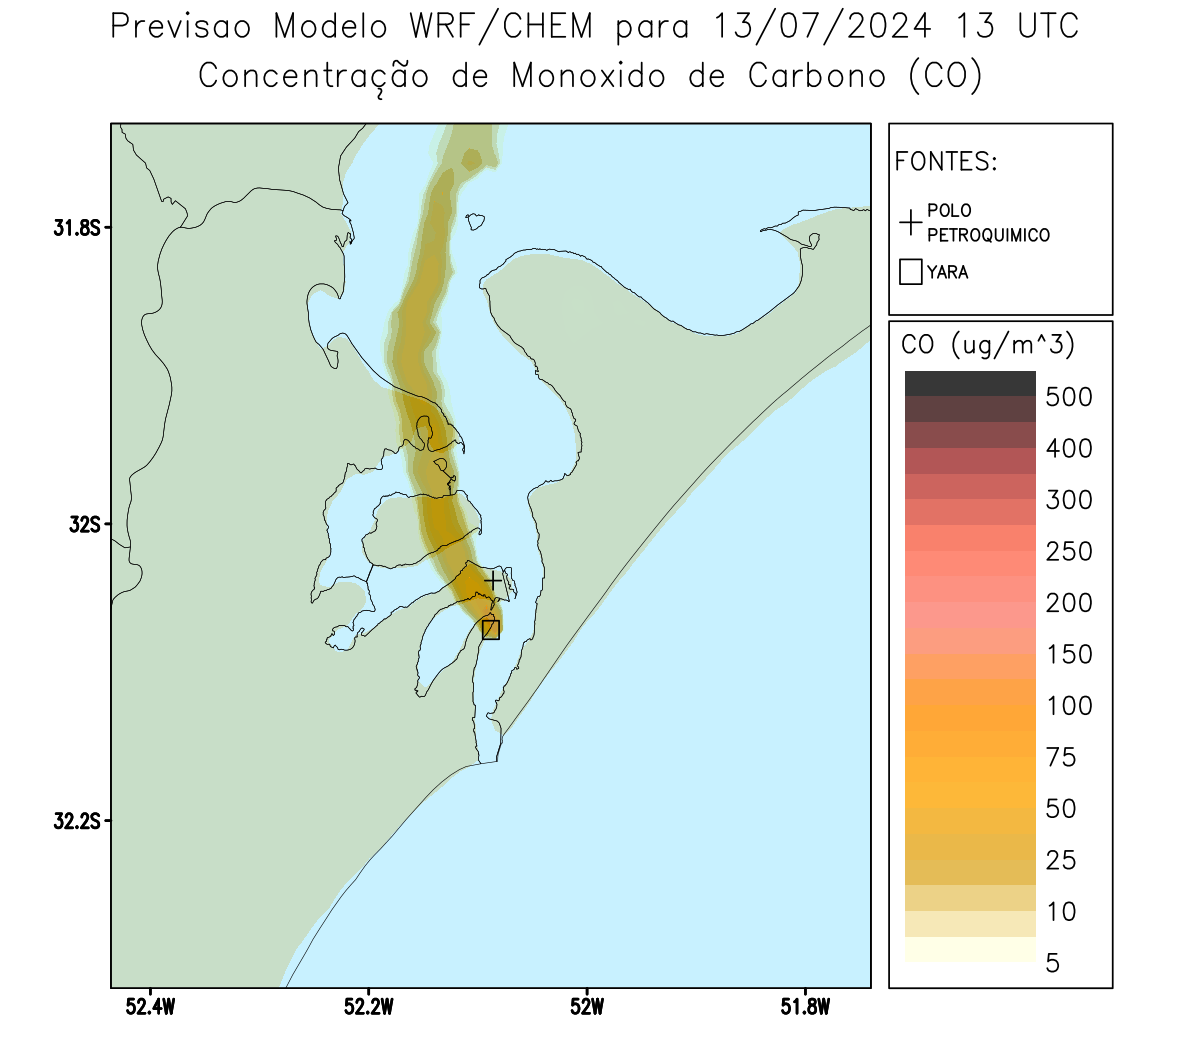 Previsao Modelo WRF/CHEM para 13/07/2024 13 UTC
Concentração de Monoxido de Carbono (CO)
FONTES:
POLO
PETROQUIMICO
YARA
CO (ug/m^3)
500
400
300
250
200
150
100
75
50
25
10
5
31.8S
32S
32.2S
52.4W
52.2W
52W
51.8W